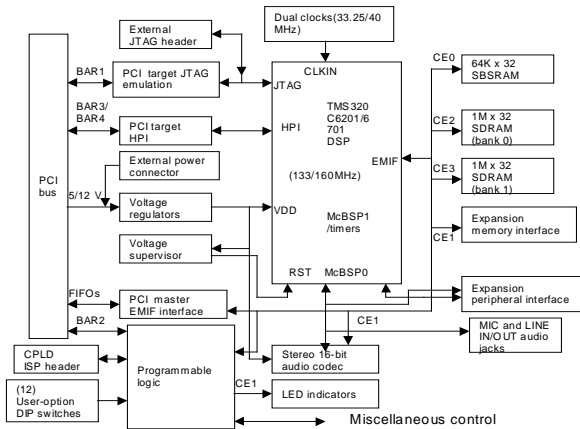 External
JTAG header
Dual clocks(33.25/40
MHz)
CE0
64K x 32
SBSRAM
CLKIN
BAR1
PCI target JTAG
emulation
JTAG
TMS320
C6201/6
701
DSP
BAR3/
BAR4
PCI target
HPI
HPI
CE2
1M x 32
SDRAM
(bank 0)
PCI
bus
External power
connector
EMIF
CE3
1M x 32
SDRAM
(bank 1)
(133/160MHz)
5/12 V
Voltage
regulators
VDD
McBSP1
/timers
CE1
Expansion
memory interface
Voltage
supervisor
RST McBSP0
FIFOs
PCI master
EMIF interface
Expansion
peripheral interface
BAR2
CE1
MIC and LINE
IN/OUT audio
jacks
CPLD
ISP header
Programmable
logic
Stereo 16-bit
audio codec
(12)
User-option
DIP switches
CE1
LED indicators
Miscellaneous control